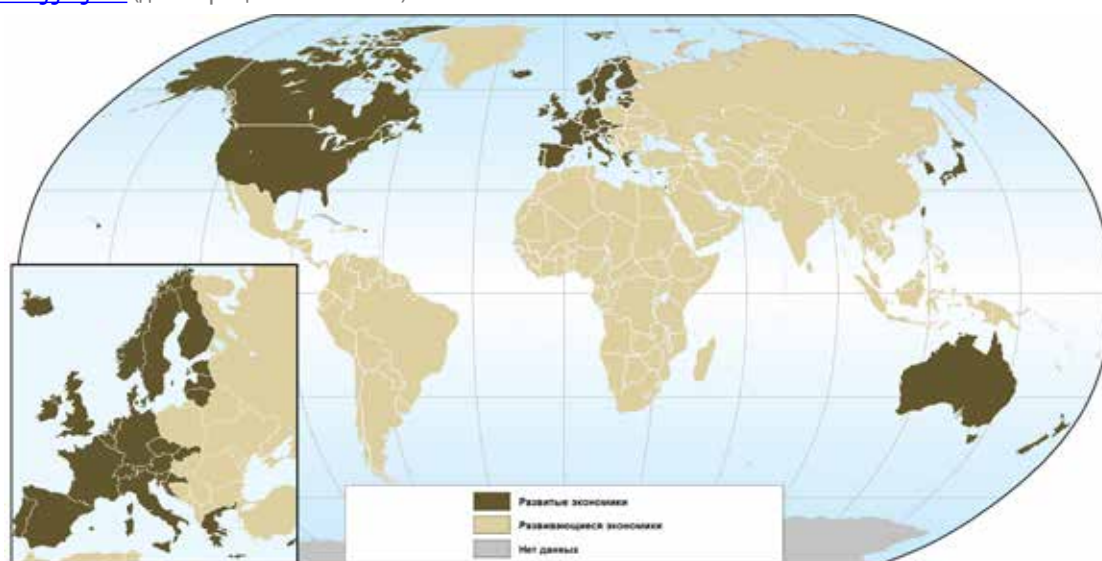 Развитые экономики
Развивающиеся экономики
Нет данных